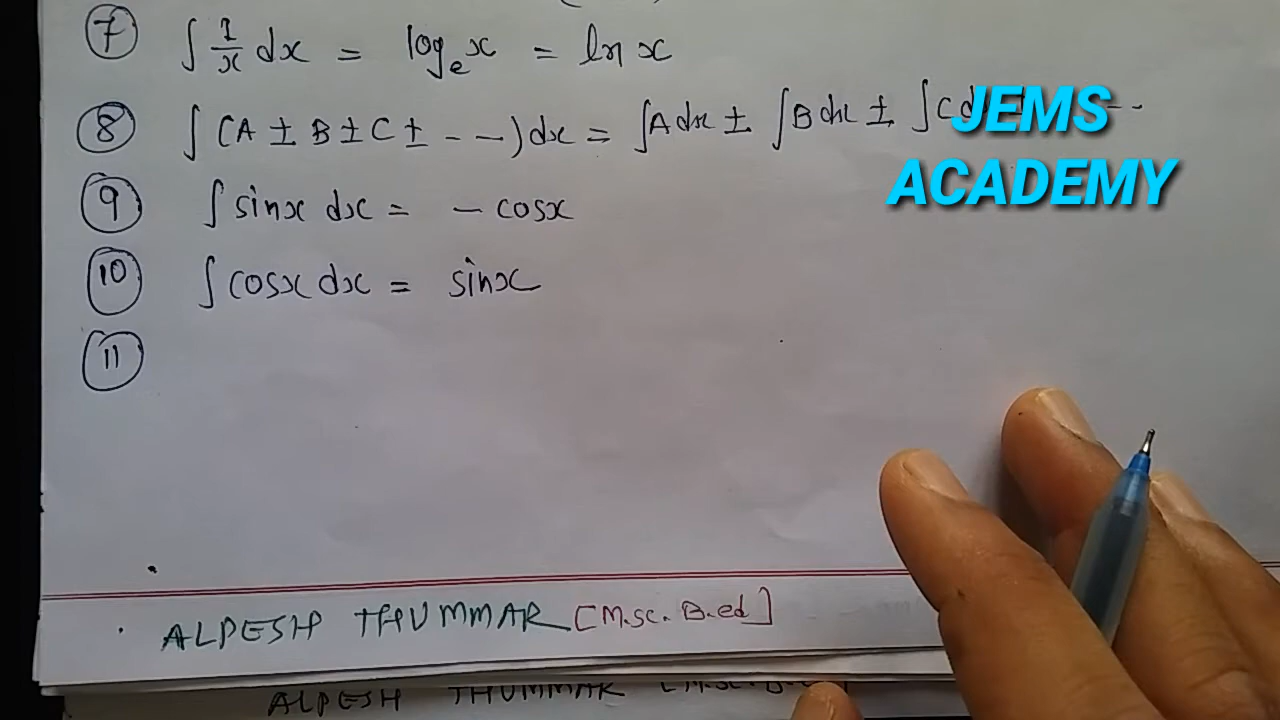 7 ∫ 1/x dx = logₑx = ln x
8 ∫ (A ± B ± C ± - -) dx = ∫A dx ± ∫B dx ± ∫C d
JEMS
ACADEMY
9 ∫ sinx dx = - cosx
10 ∫ cosx dx = sinx
11
ALPESH THUMMAR [M.sc. B.ed]
ALPESH THUMMAR